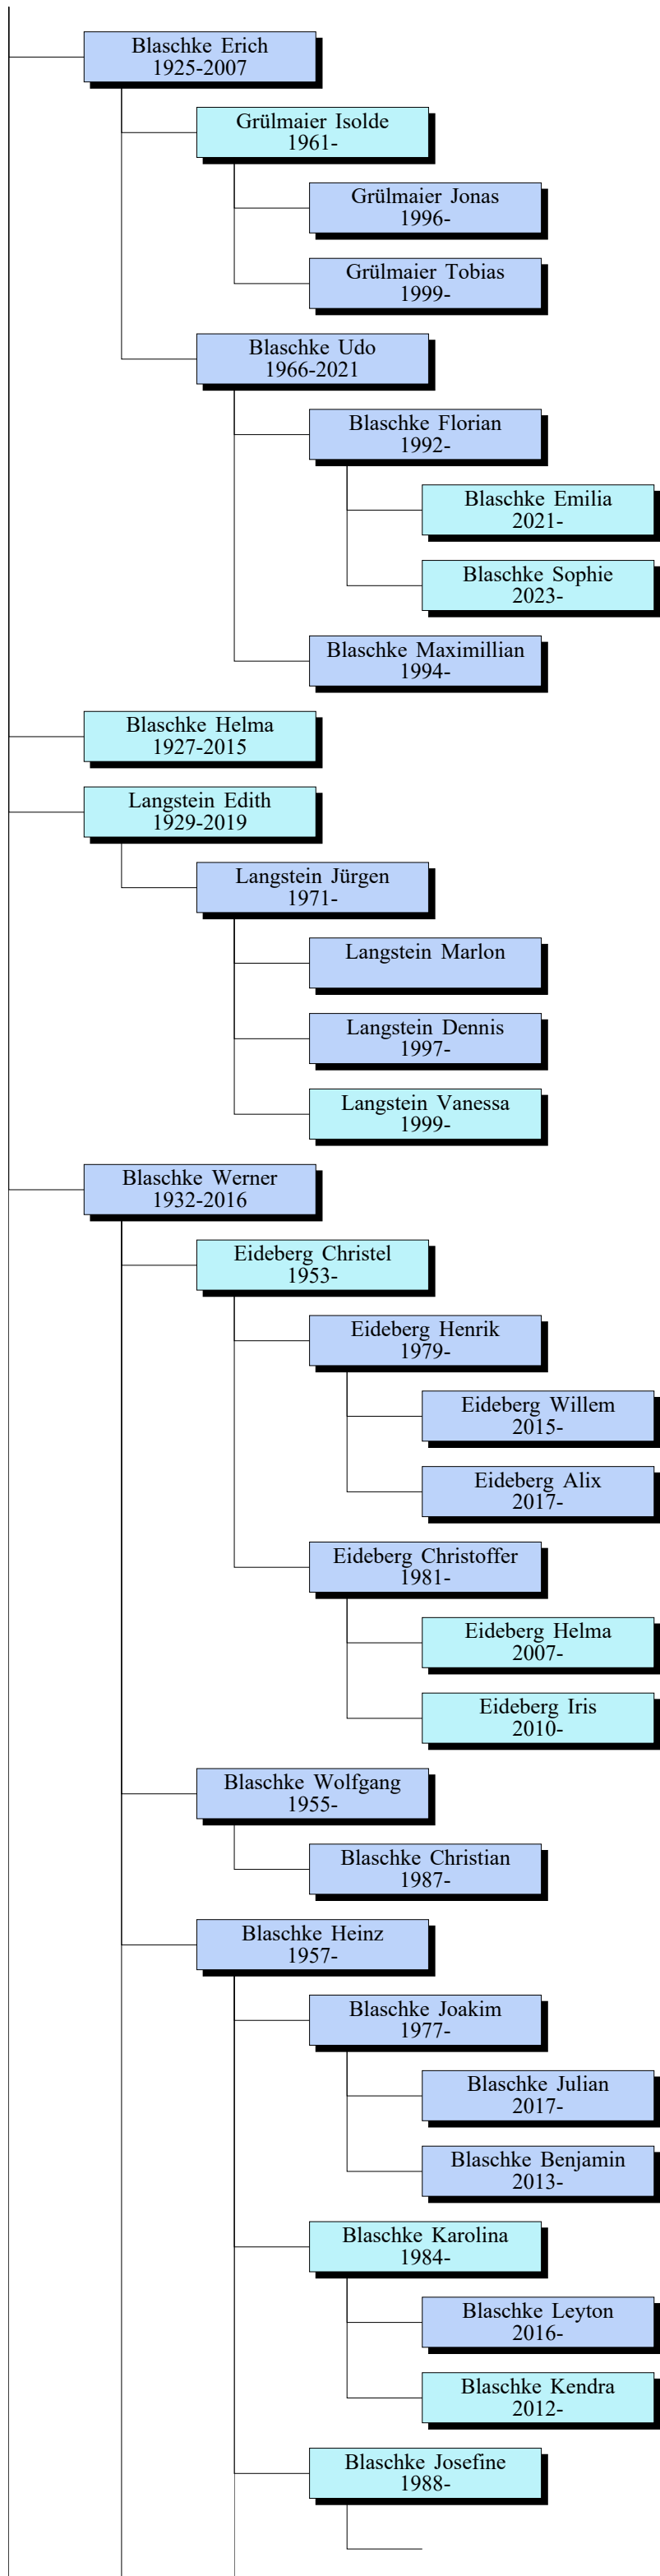 Blaschke Erich
1925-2007
Grülmaier Isolde
1961-
Grülmaier Jonas
1996-
Grülmaier Tobias
1999-
Blaschke Udo
1966-2021
Blaschke Florian
1992-
Blaschke Emilia
2021-
Blaschke Sophie
2023-
Blaschke Maximillian
1994-
Blaschke Helma
1927-2015
Langstein Edith
1929-2019
Langstein Jürgen
1971-
Langstein Marlon
Langstein Dennis
1997-
Langstein Vanessa
1999-
Blaschke Werner
1932-2016
Eideberg Christel
1953-
Eideberg Henrik
1979-
Eideberg Willem
2015-
Eideberg Alix
2017-
Eideberg Christoffer
1981-
Eideberg Helma
2007-
Eideberg Iris
2010-
Blaschke Wolfgang
1955-
Blaschke Christian
1987-
Blaschke Heinz
1957-
Blaschke Joakim
1977-
Blaschke Julian
2017-
Blaschke Benjamin
2013-
Blaschke Karolina
1984-
Blaschke Leyton
2016-
Blaschke Kendra
2012-
Blaschke Josefine
1988-